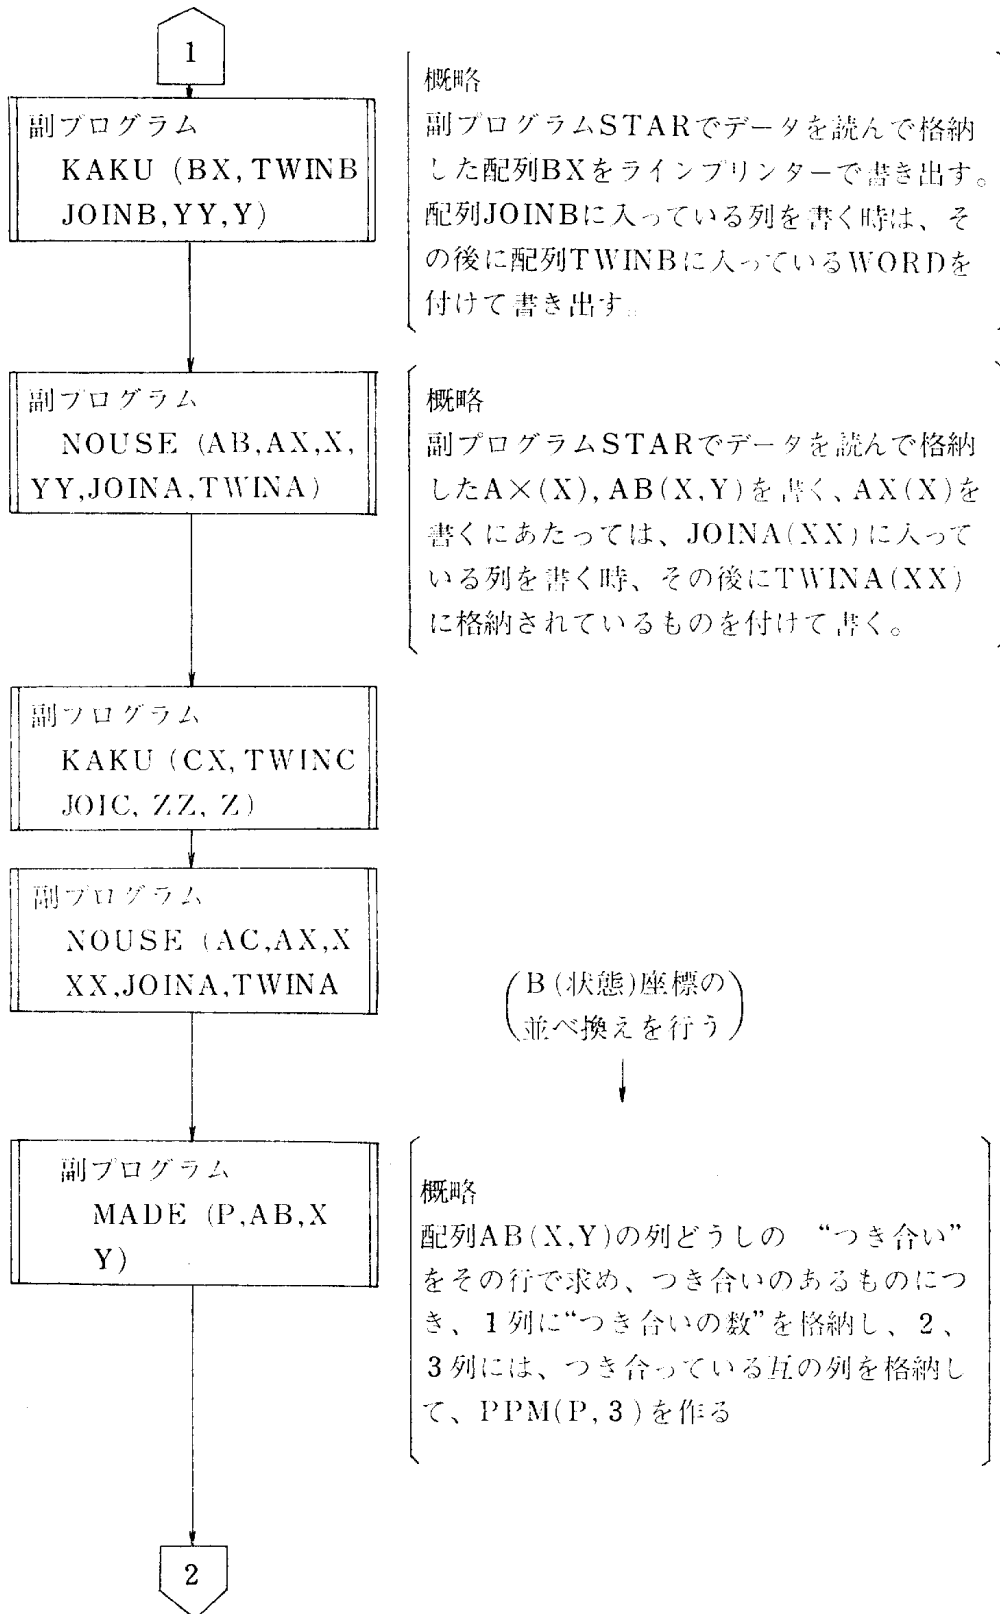 1
副プログラム
KAKU (BX, TWINB
JOINB, YY, Y)
概略
副プログラムSTARでデータを読んで格納
した配列BXをラインプリンターで書き出す。
配列JOINBに入っている列を書く時は、そ
の後に配列TWINBに入っているWORDを
付けて書き出す。
副プログラム
NOUSE (AB,AX,X,
YY,JOINA,TWINA)
概略
副プログラムSTARでデータを読んで格納
したA×(X), AB(X,Y)を書く、AX(X)を
書くにあたっては、JOINA(XX)に入って
いる列を書く時、その後にTWINA(XX)
に格納されているものを付けて書く。
副プログラム
KAKU (CX, TWINC
JOIC, ZZ, Z)
副プログラム
NOUSE (AC,AX,X
XX,JOINA,TWINA
(B(状態)座標の
並べ換えを行う)
副プログラム
MADE (P,AB,X
Y)
概略
配列AB(X,Y)の列どうしの “つき合い”
をその行で求め、つき合いのあるものにつ
き、1列に“つき合いの数”を格納し、2、
3列には、つき合っている互の列を格納し
て、PPM(P,3)を作る
2